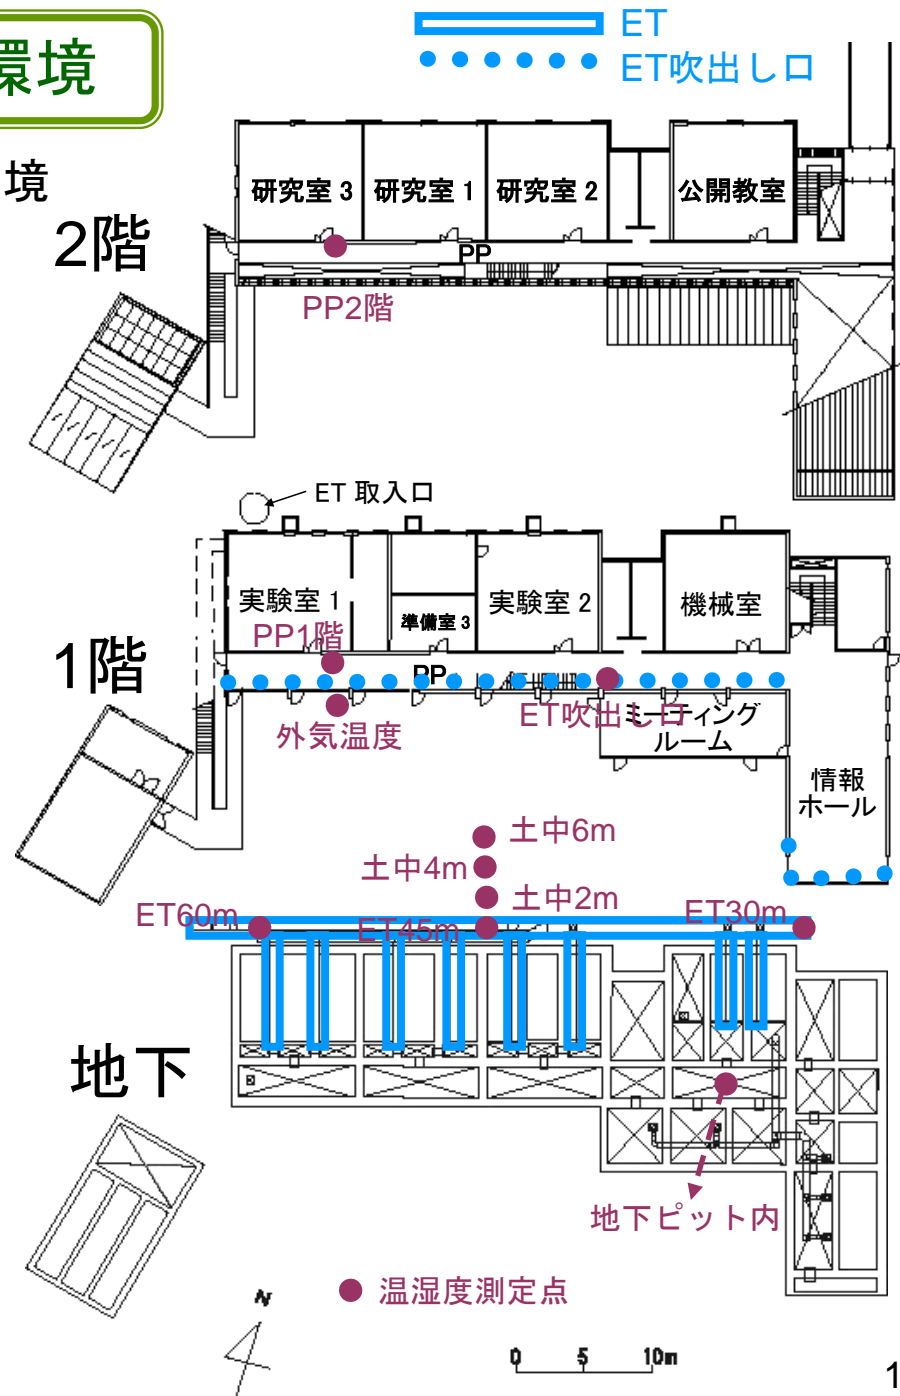 ET
ET吹出し口
環境
境
2階
研究室 3
研究室 1
研究室 2
公開教室
PP
PP2階
ET 取入口
1階
実験室 1
準備室 3
実験室 2
機械室
PP1階
PP
外気温度
ET吹出し口
ミーティング
ルーム
情報
ホール
土中6m
土中4m
土中2m
ET60m
ET45m
ET30m
地下
地下ピット内
温湿度測定点
N
0 5 10m
1